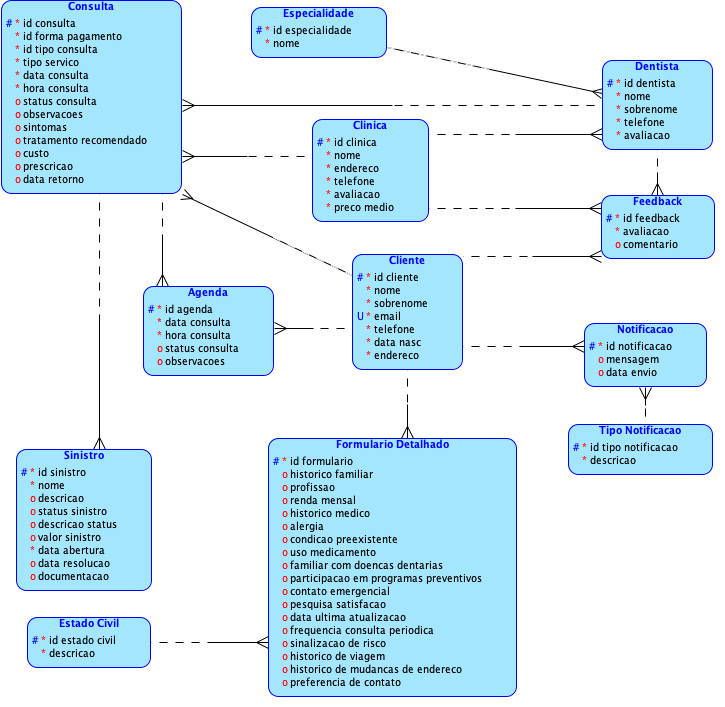 Consulta
# * id consulta
* id forma pagamento
* id tipo consulta
* tipo servico
* data consulta
* hora consulta
o status consulta
o observacoes
o sintomas
o tratamento recomendado
o custo
o prescricao
o data retorno
Especialidade
# * id especialidade
* nome
Dentista
# * id dentista
* nome
* sobrenome
* telefone
* avaliacao
Clinica
# * id clinica
* nome
* endereco
* telefone
* avaliacao
* preco medio
Feedback
# * id feedback
* avaliacao
o comentario
Cliente
# * id cliente
* nome
* sobrenome
U * email
* telefone
* data nasc
* endereco
Agenda
# * id agenda
* data consulta
* hora consulta
o status consulta
o observacoes
Notificacao
# * id notificacao
o mensagem
o data envio
Tipo Notificacao
# * id tipo notificacao
* descricao
Sinistro
# * id sinistro
* nome
o descricao
o status sinistro
o descricao status
o valor sinistro
* data abertura
o data resolucao
o documentacao
Formulario Detalhado
# * id formulario
o historico familiar
o profissao
o renda mensal
o historico medico
o alergia
o condicao preexistente
o uso medicamento
o familiar com doencas dentarias
o participacao em programas preventivos
o contato emergencial
o pesquisa satisfacao
o data ultima atualizacao
o frequencia consulta periodica
o sinalizacao de risco
o historico de viagem
o historico de mudancas de endereco
o preferencia de contato
Estado Civil
# * id estado civil
* descricao